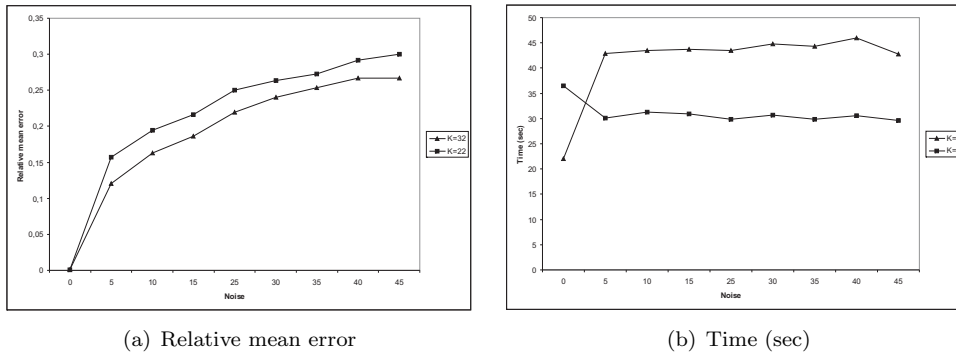 0,35
0,3
0,25
0,2
0,15
0,1
0,05
0
Relative mean error
0 5 10 15 25 30 35 40 45
Noise
K=32
K=22
50
45
40
35
30
25
20
15
10
5
0
Time (sec)
0 5 10 15 25 30 35 40 45
Noise
K=
K=
(a) Relative mean error
(b) Time (sec)